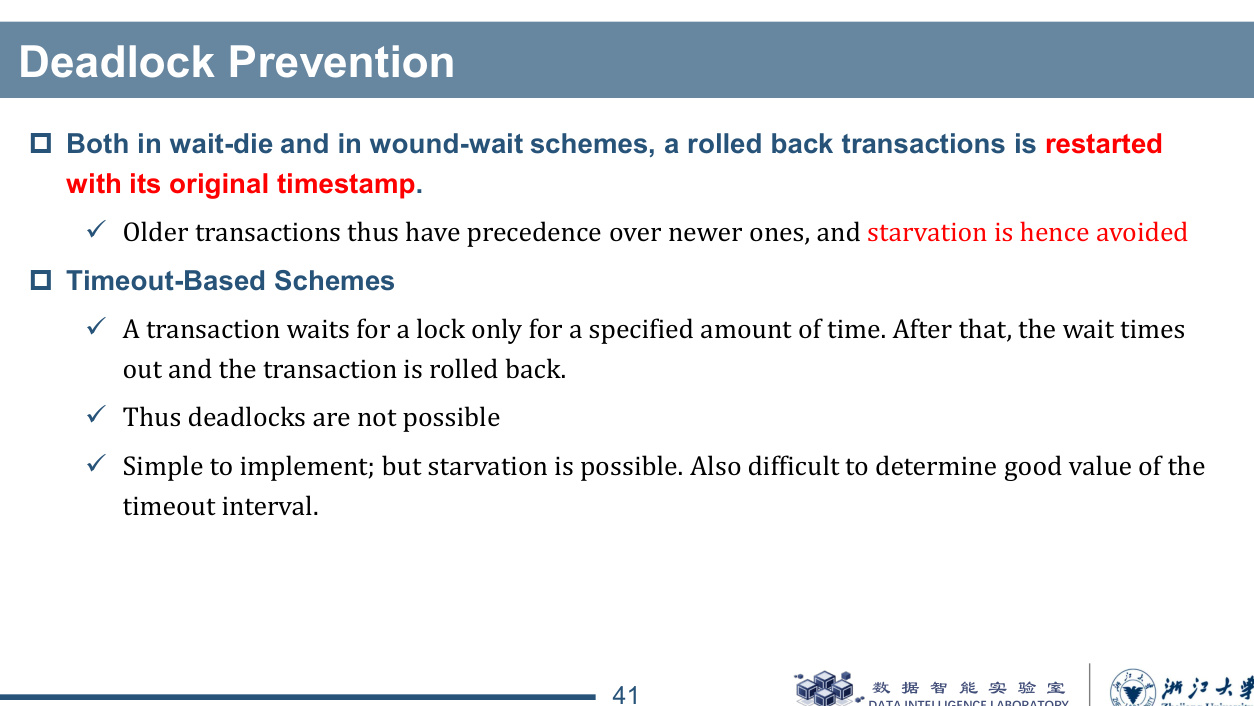 Deadlock Prevention
Both in wait-die and in wound-wait schemes, a rolled back transactions is restarted
with its original timestamp.
Older transactions thus have precedence over newer ones, and starvation is hence avoided
Timeout-Based Schemes
A transaction waits for a lock only for a specified amount of time. After that, the wait times
out and the transaction is rolled back.
Thus deadlocks are not possible
Simple to implement; but starvation is possible. Also difficult to determine good value of the
timeout interval.
41
数据智能实验室
DATA INTELLIGENCE LABORATORY
浙江大学